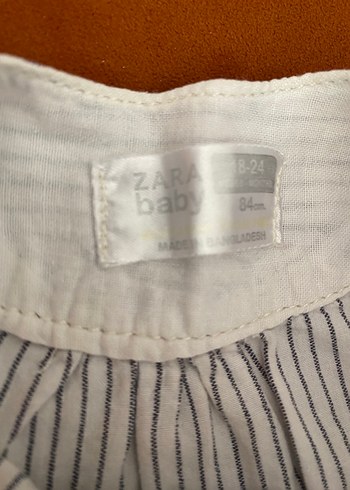 ZARA
baby
18-24
84cm.
MADE IN BANGLADESH